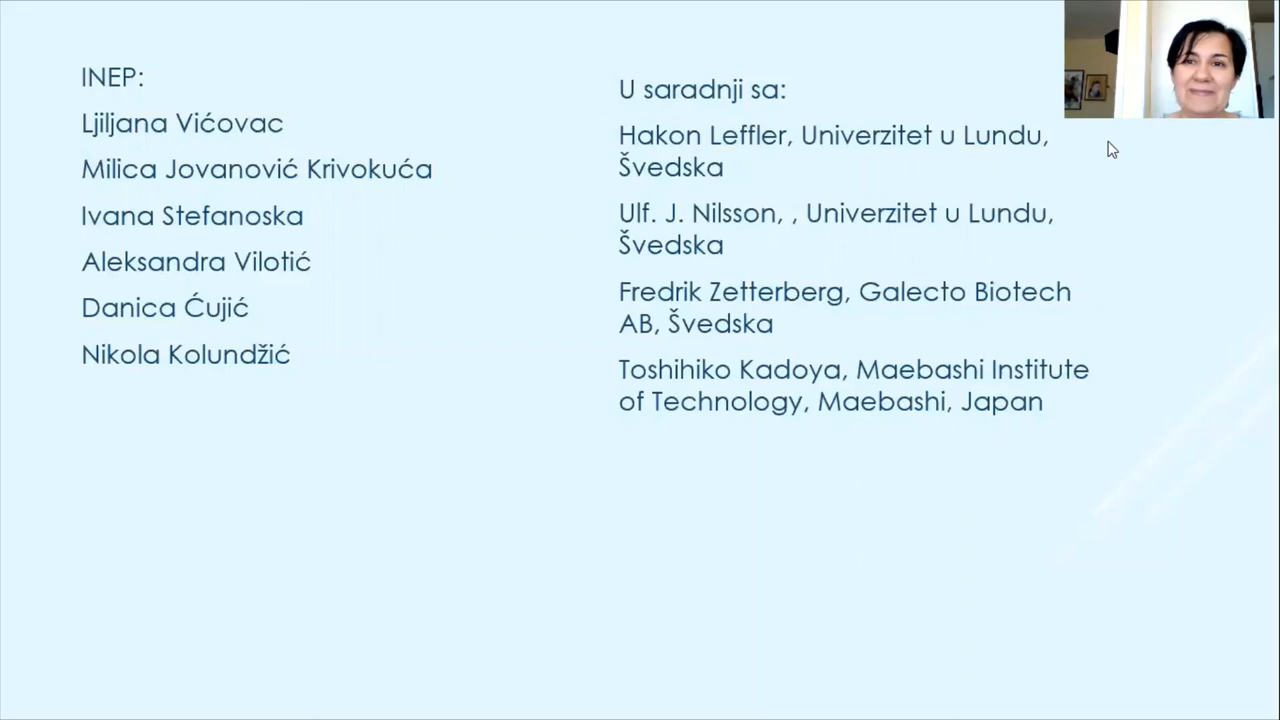 INEP:
Ljiljana Vićovac
Milica Jovanović Krivokuća
Ivana Stefanoska
Aleksandra Vilotić
Danica Ćujić
Nikola Kolundžić
U saradnji sa:
Hakon Leffler, Univerzitet u Lundu,
Švedska
Ulf. J. Nilsson, , Univerzitet u Lundu,
Švedska
Fredrik Zetterberg, Galecto Biotech
AB, Švedska
Toshihiko Kadoya, Maebashi Institute
of Technology, Maebashi, Japan